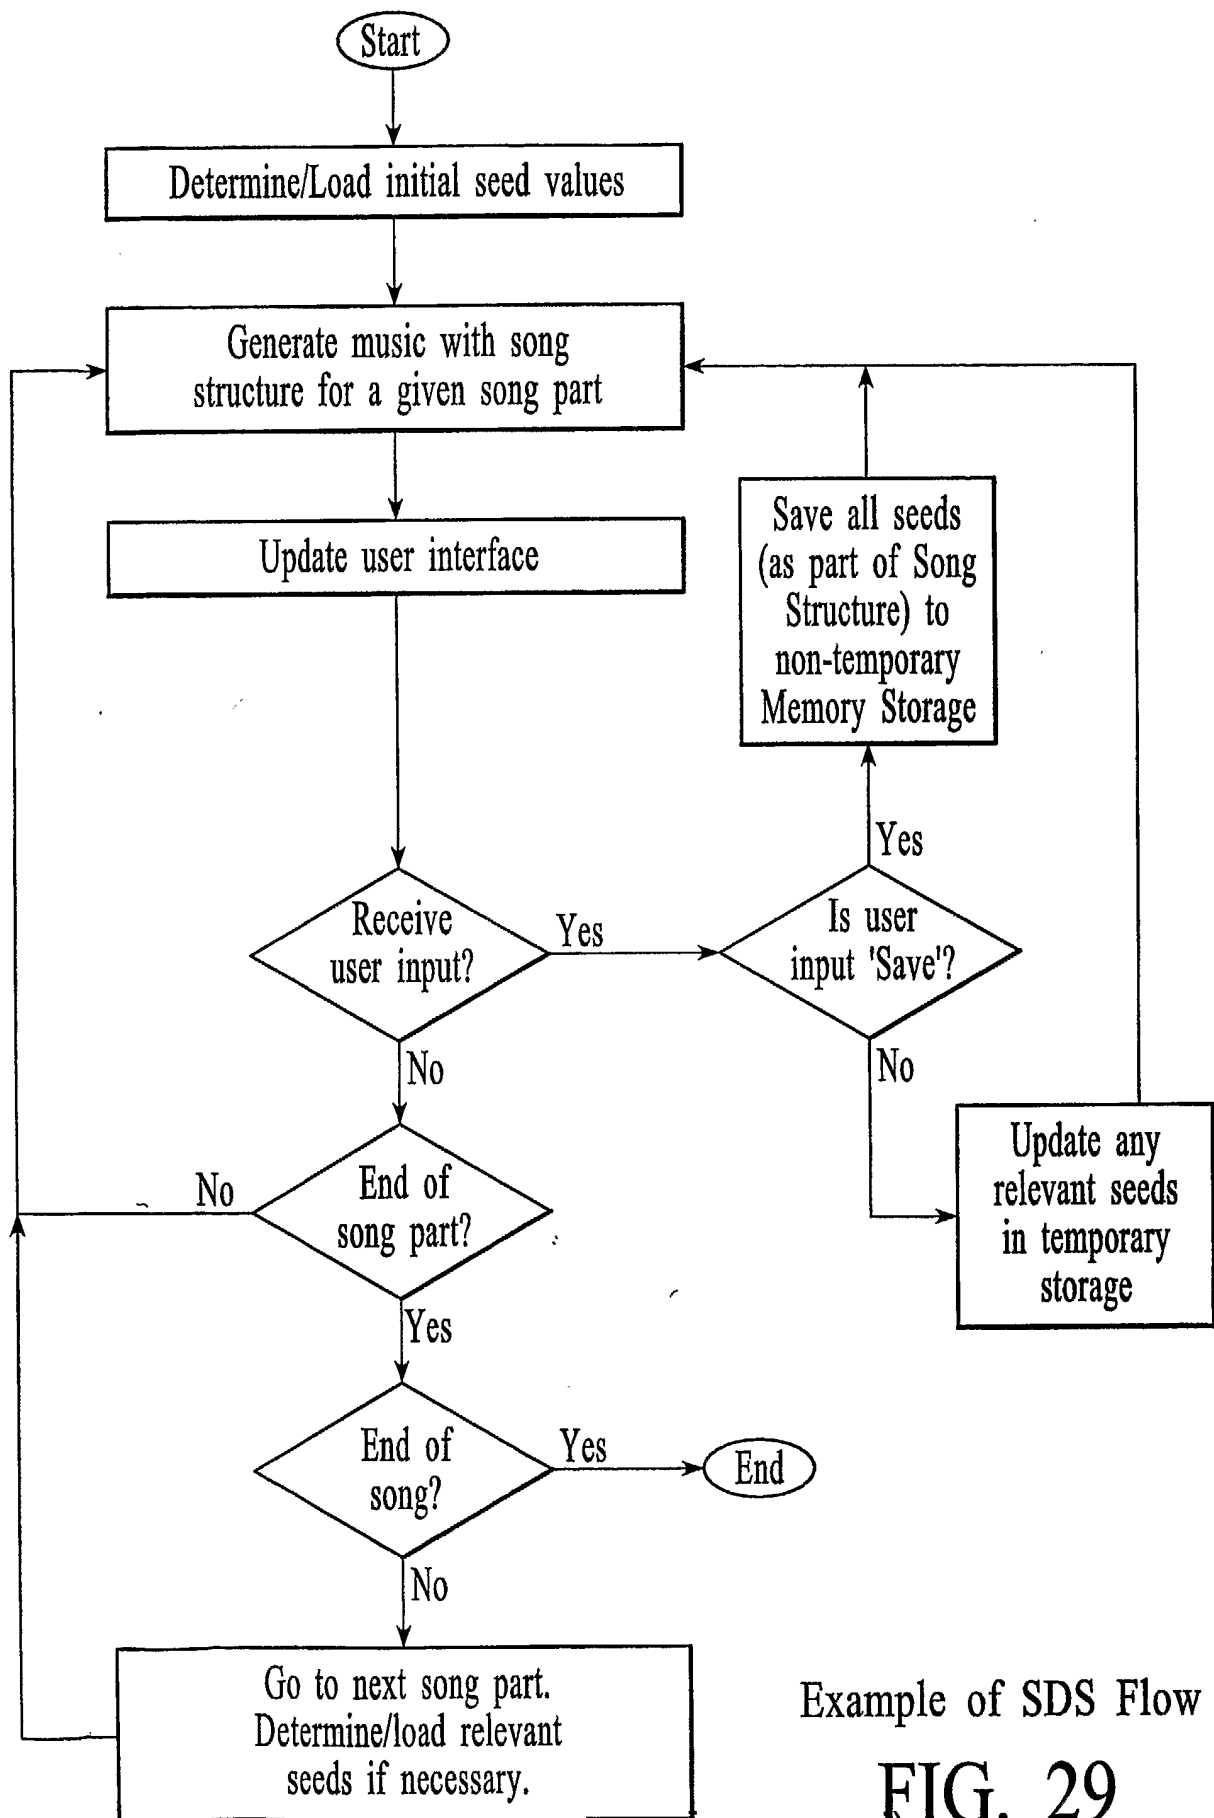 Start
Determine/Load initial seed values
Generate music with song
structure for a given song part
Update user interface
Save all seeds
(as part of Song
Structure) to
non-temporary
Memory Storage
Yes
Receive
user input?
Yes
Is user
input 'Save'?
No
No
Update any
relevant seeds
in temporary
storage
No
End of
song part?
Yes
End of
song?
Yes
End
No
Go to next song part.
Determine/load relevant
seeds if necessary.
Example of SDS Flow
FIG. 29